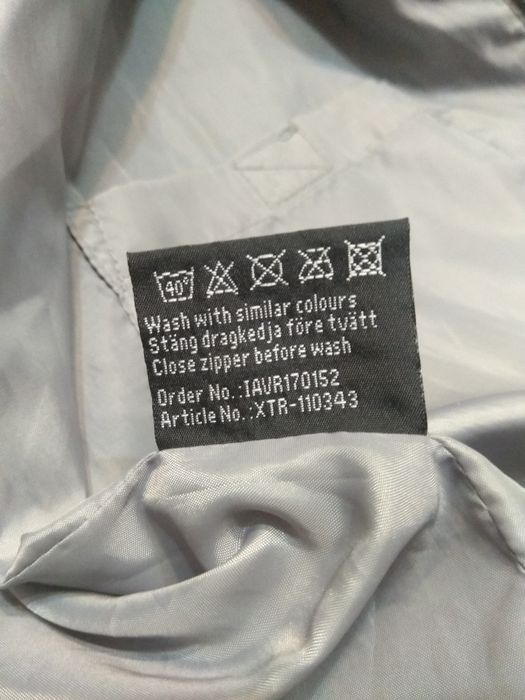 40°
Wash with similar colours
Stäng dragkedja före tvätt
Close zipper before wash
Order No.:IAVR170152
Article No.:XTR-110343